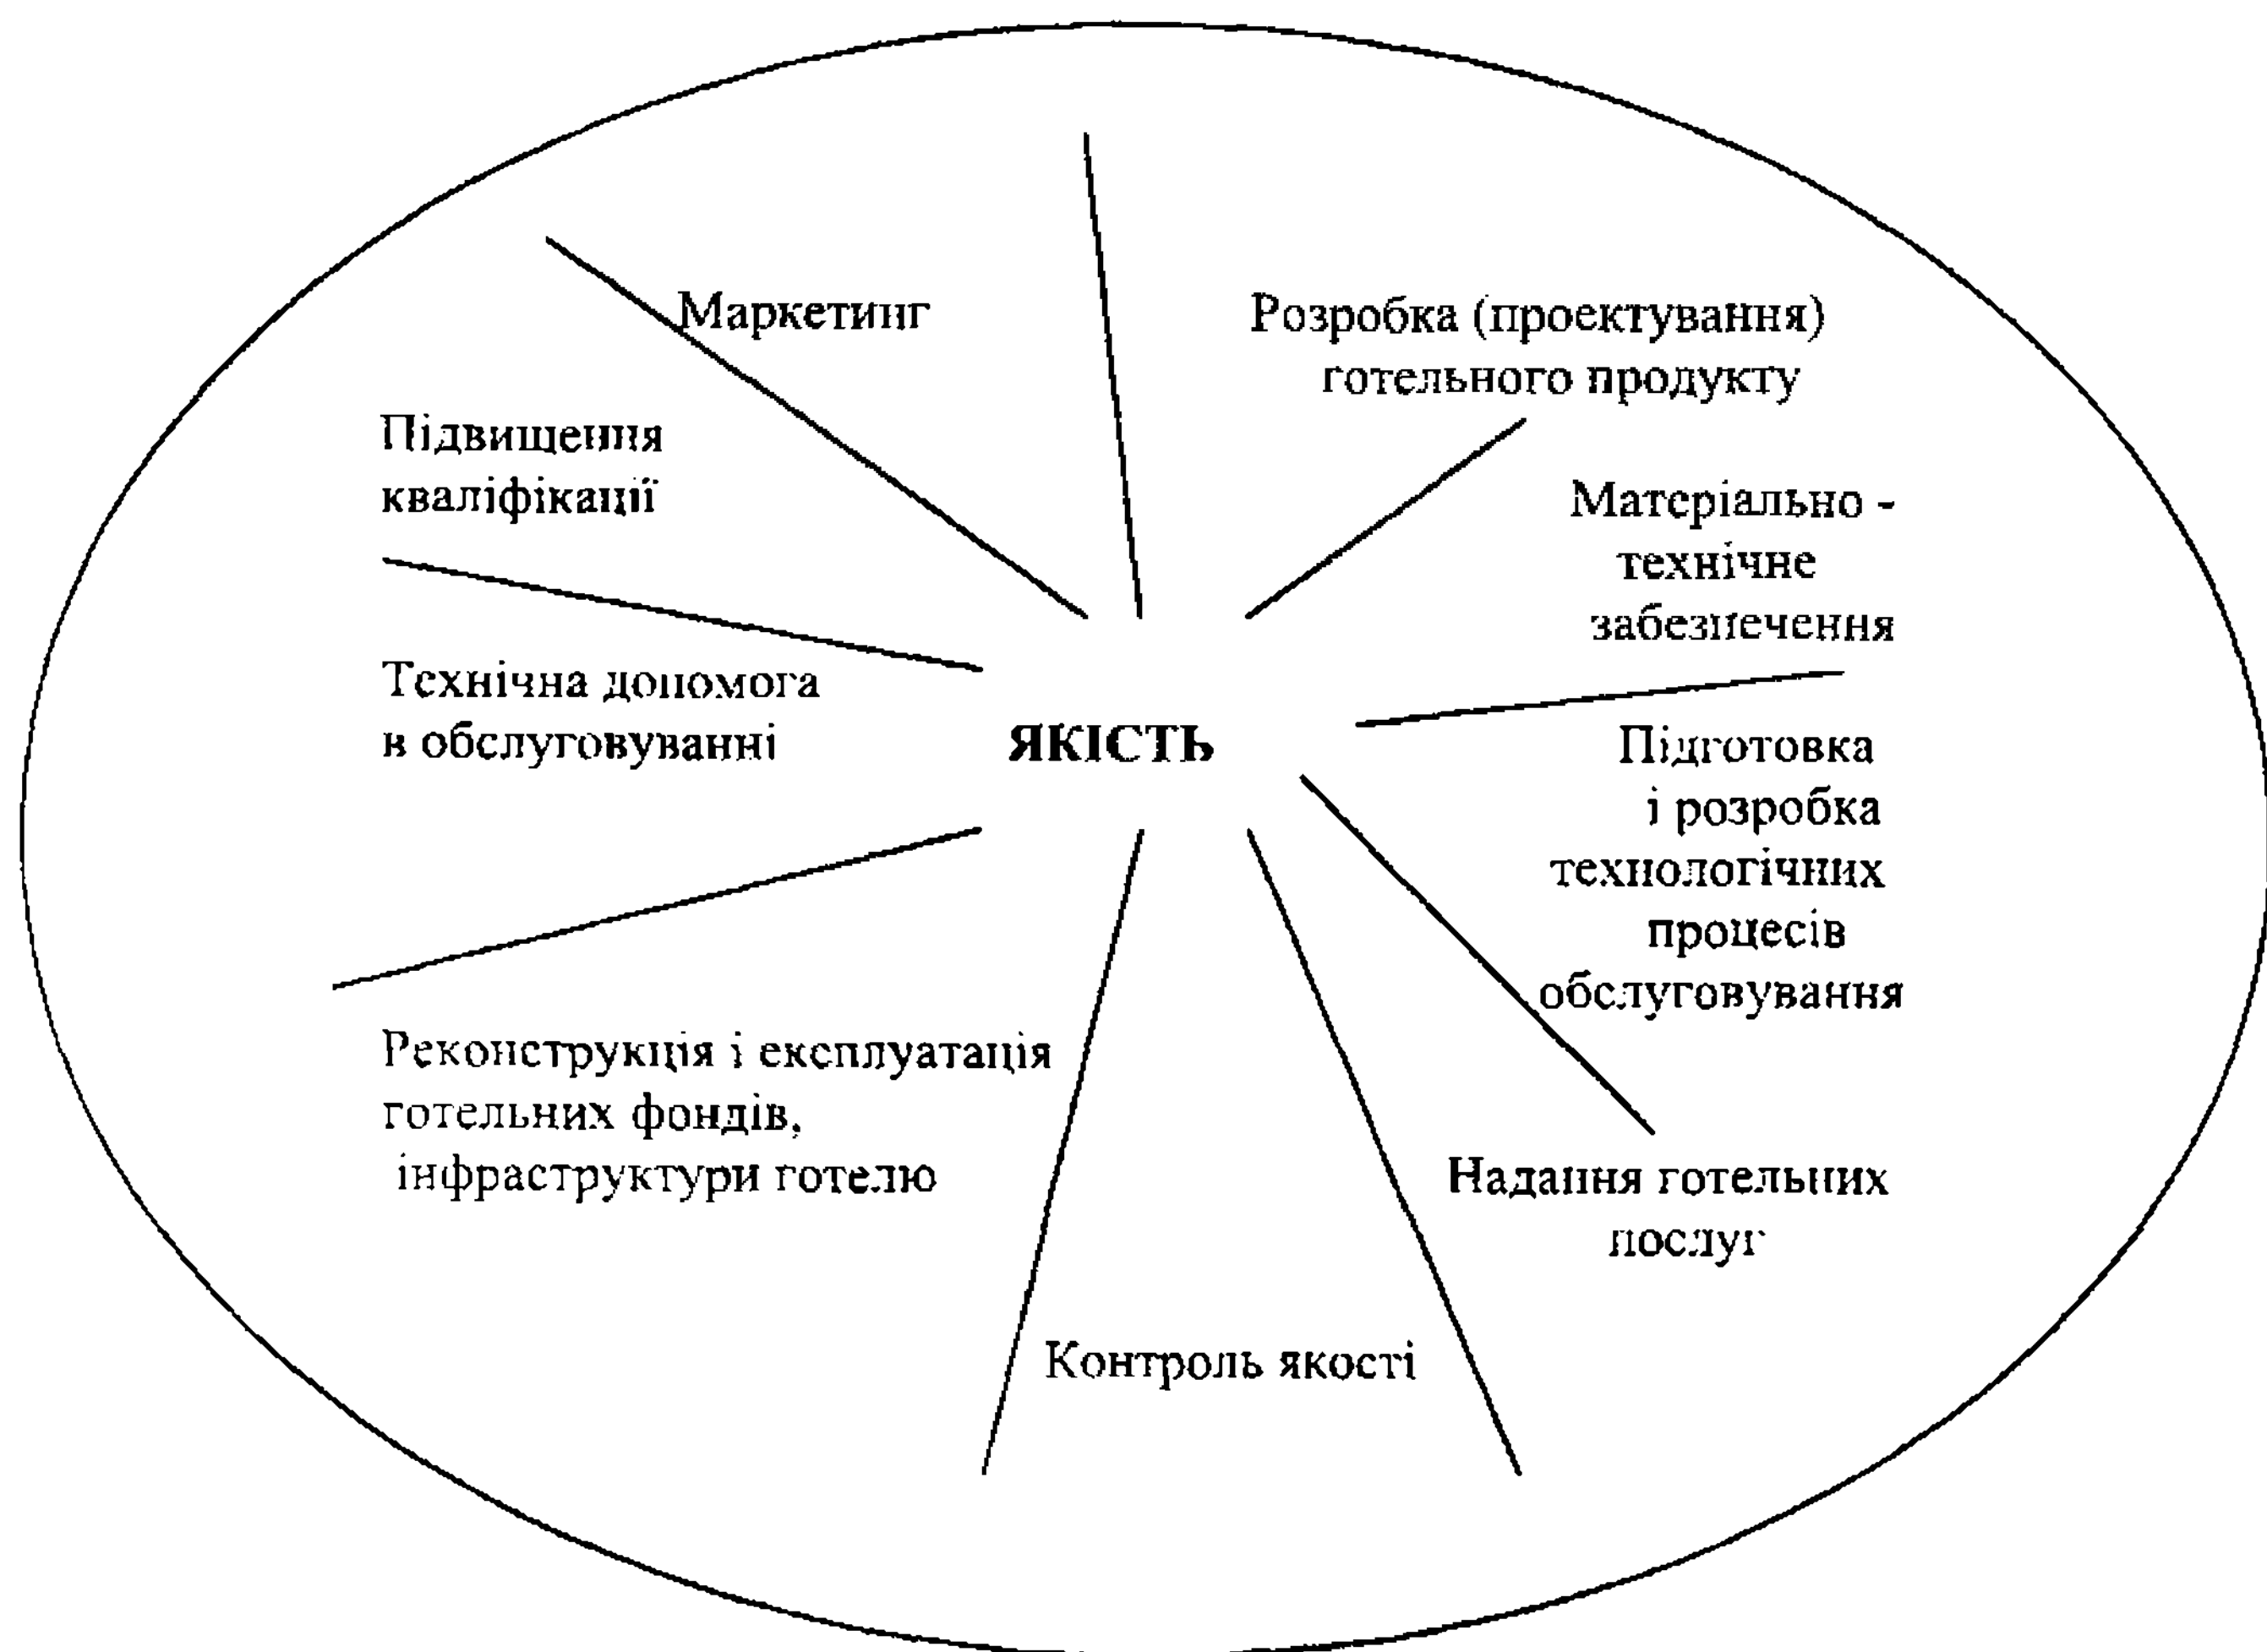 Маркетинг
Розробка (проектування)
готельного продукту
Підвищення
кваліфікації
Матеріально -
технічне
забезпечення
Технічна допомога
в обслуговуванні
ЯКІСТЬ
Підготовка
і розробка
технологічних
процесів
обслуговування
Реконструкція і експлуатація
готельних фондів,
інфраструктури готелю
Надання готельних
послуг
Контроль якості